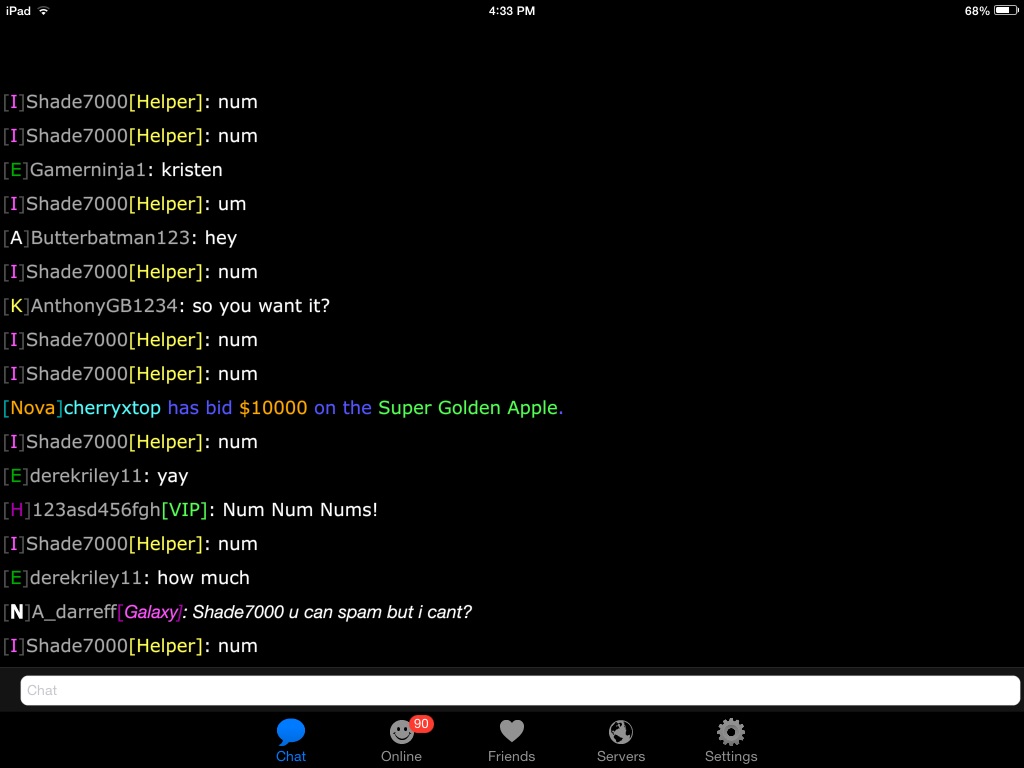 iPad 4:33 PM 68%
[I]Shade7000[Helper]: num
[I]Shade7000[Helper]: num
[E]Gamerninja1: kristen
[I]Shade7000[Helper]: um
[A]Butterbatman123: hey
[I]Shade7000[Helper]: num
[K]AnthonyGB1234: so you want it?
[I]Shade7000[Helper]: num
[I]Shade7000[Helper]: num
[Nova]cherryxtop has bid $10000 on the Super Golden Apple.
[I]Shade7000[Helper]: num
[E]derekriley11: yay
[H]123asd456fgh[VIP]: Num Num Nums!
[I]Shade7000[Helper]: num
[E]derekriley11: how much
[N]A_darreff[Galaxy]: Shade7000 u can spam but i cant?
[I]Shade7000[Helper]: num
Chat
90
Chat Online Friends Servers Settings